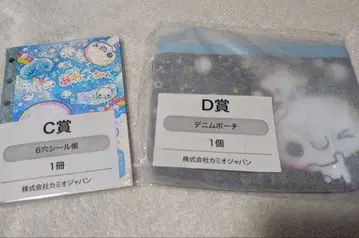 C賞
6穴シール帳
1冊
株式会社カミオジャパン
D賞
デニムポーチ
1個
株式会社カミオジャパン